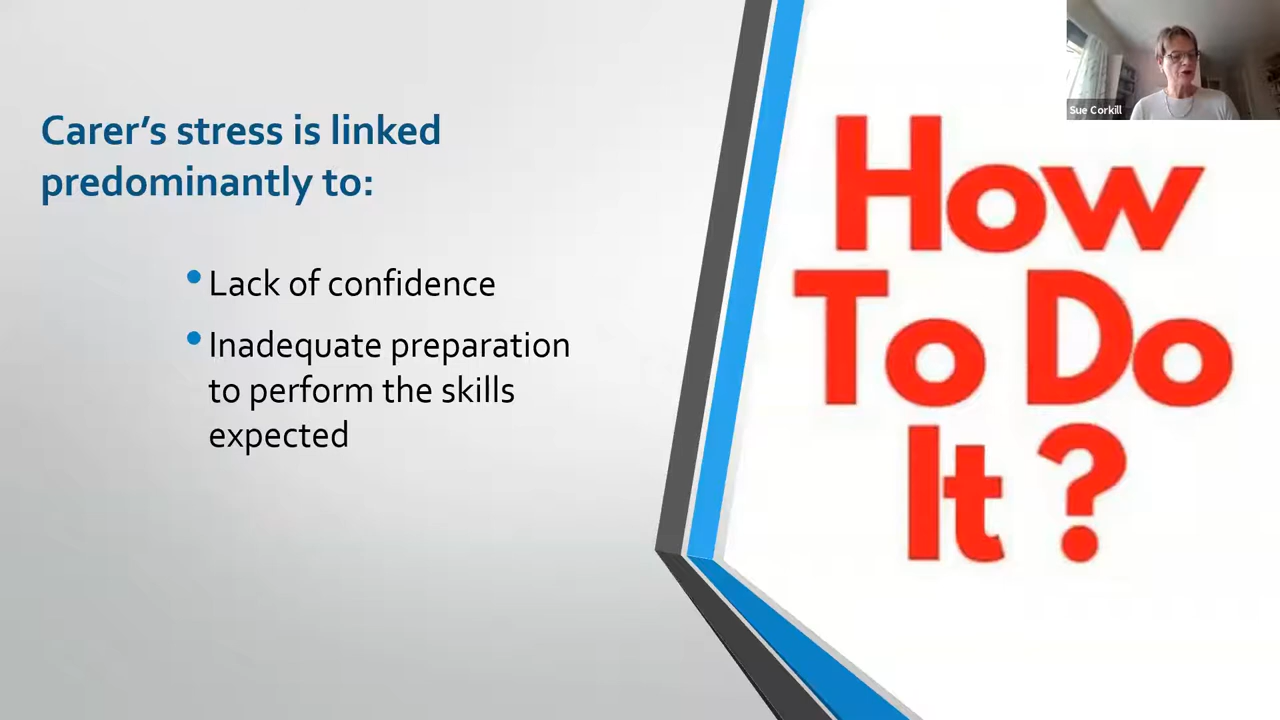 Carer’s stress is linked
predominantly to:
•Lack of confidence
•Inadequate preparation
to perform the skills
expected
How
To Do
It ?
Sue Corkill